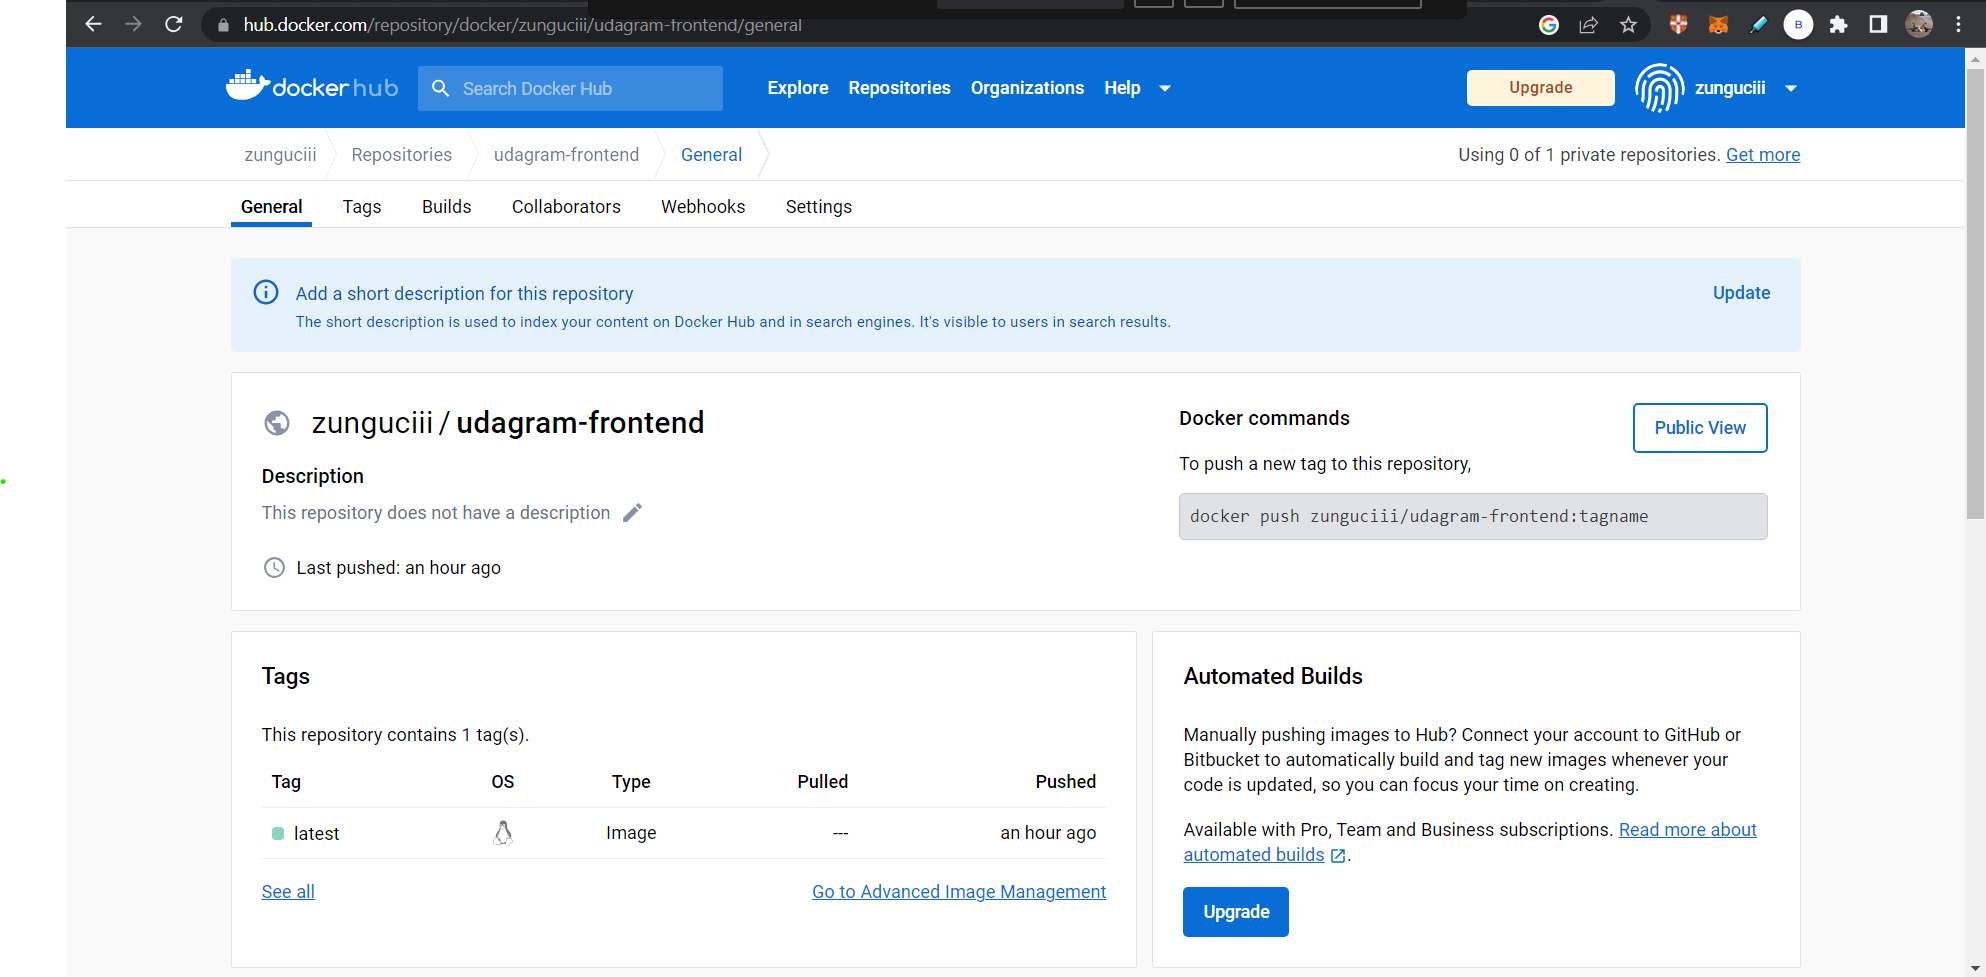 hub.docker.com/repository/docker/zunguciii/udagram-frontend/general
B
docker hub
Search Docker Hub
Explore Repositories Organizations Help
Upgrade
zunguciii
zunguciii Repositories udagram-frontend General
Using 0 of 1 private repositories. Get more
General Tags Builds Collaborators Webhooks Settings
Add a short description for this repository
Update
The short description is used to index your content on Docker Hub and in search engines. It's visible to users in search results.
zunguciii / udagram-frontend
Description
This repository does not have a description
Last pushed: an hour ago
Docker commands
Public View
To push a new tag to this repository,
docker push zunguciii/udagram-frontend:tagname
Tags
This repository contains 1 tag(s).
Tag OS Type Pulled Pushed
latest Image --- an hour ago
See all
Go to Advanced Image Management
Automated Builds
Manually pushing images to Hub? Connect your account to GitHub or
Bitbucket to automatically build and tag new images whenever your
code is updated, so you can focus your time on creating.
Available with Pro, Team and Business subscriptions. Read more about
automated builds .
Upgrade